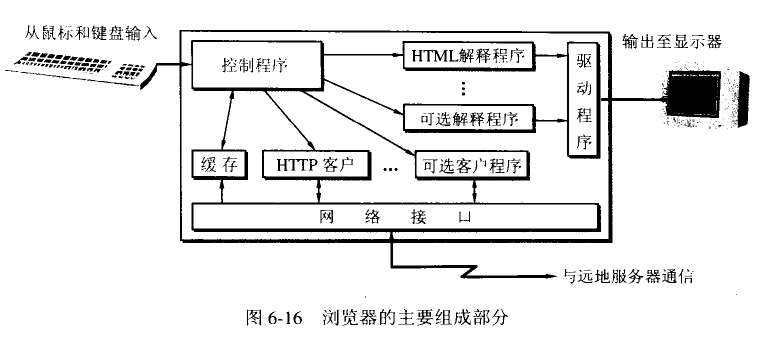 从鼠标和键盘输入
输出至显示器
控制程序
HTML解释程序
驱动程序
⋮
可选解释程序
缓存
HTTP 客户
...
可选客户程序
网络接口
与远地服务器通信
图 6-16 浏览器的主要组成部分